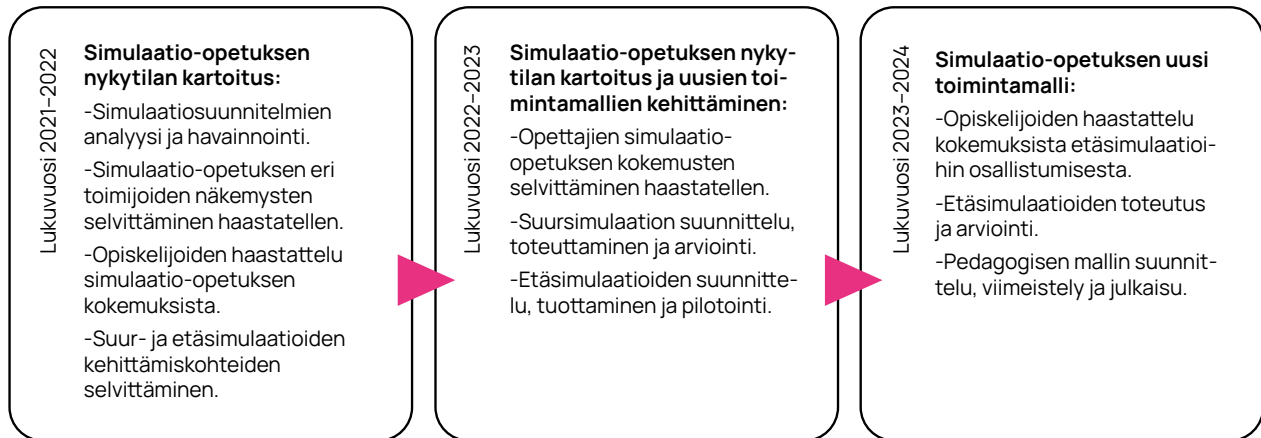 Lukuvuosi 2021–2022
Simulaatio-opetuksen
nykytilan kartoitus:
-Simulaatiosuunnitelmien
analyysi ja havainnointi.
-Simulaatio-opetuksen eri
toimijoiden näkemysten
selvittäminen haastatellen.
-Opiskelijoiden haastattelu
simulaatio-opetuksen
kokemuksista.
-Suur- ja etäsimulaatioiden
kehittämiskohteiden
selvittäminen.
Lukuvuosi 2022–2023
Simulaatio-opetuksen nyky-
tilan kartoitus ja uusien toi-
mintamallien kehittäminen:
-Opettajien simulaatio-
opetuksen kokemusten
selvittäminen haastatellen.
-Suursimulaation suunnittelu,
toteuttaminen ja arviointi.
-Etäsimulaatioiden suunnitte-
lu, tuottaminen ja pilotointi.
Lukuvuosi 2023–2024
Simulaatio-opetuksen uusi
toimintamalli:
-Opiskelijoiden haastattelu
kokemuksista etäsimulaatioi-
hin osallistumisesta.
-Etäsimulaatioiden toteutus
ja arviointi.
-Pedagogisen mallin suunnit-
telu, viimeistely ja julkaisu.